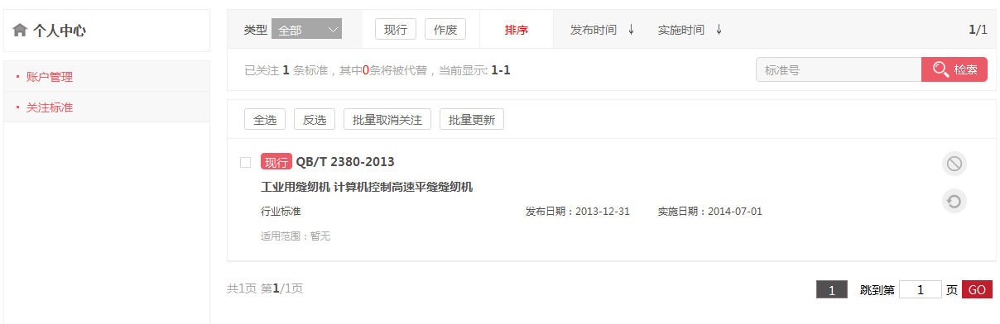 个人中心
账户管理
关注标准
类型 全部 现行 作废 排序 发布时间 ↓ 实施时间 ↓ 1/1
已关注 1 条标准，其中0条将被代替，当前显示: 1-1 标准号 检索
全选 反选 批量取消关注 批量更新
现行 QB/T 2380-2013
工业用缝纫机 计算机控制高速平缝缝纫机
行业标准 发布日期：2013-12-31 实施日期：2014-07-01
适用范围：暂无
共1页 第1/1页 1 跳到第 1 页 GO